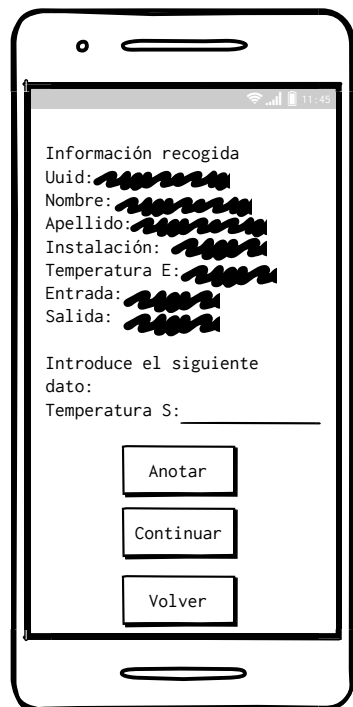 11:45
Información recogida
Uuid:
Nombre:
Apellido:
Instalación:
Temperatura E:
Entrada:
Salida:
Introduce el siguiente
dato:
Temperatura S:
Anotar
Continuar
Volver